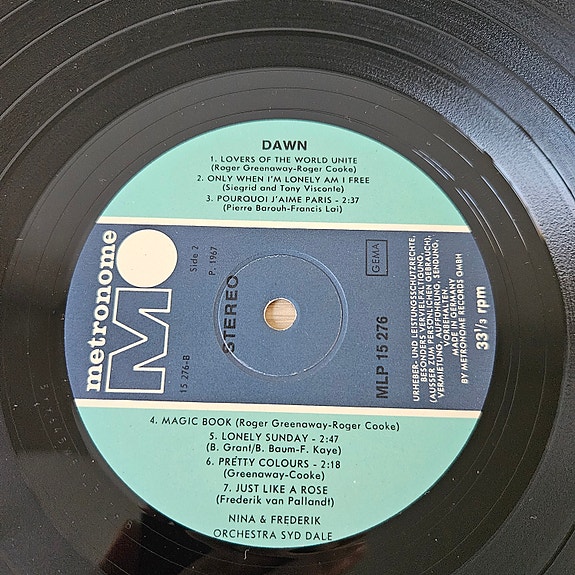 DAWN
1. LOVERS OF THE WORLD UNITE
(Roger Greenaway-Roger Cooke)
2. ONLY WHEN I'M LONELY AM I FREE
(Siegrid and Tony Visconte)
3. POURQUOI J'AIME PARIS - 2:37
(Pierre Barouh-Francis Lai)
metronome
Side 2
P. 1967
15 276-B
STEREO
GEMA
MLP 15 276
URHEBER- UND LEISTUNGSSCHUTZRECHTE,
BESONDERS VERVIELFÄLTIGUNG,
(AUSSER ZUM PERSÖNLICHEN GEBRAUCH),
VERMIETUNG, AUFFÜHRUNG, SENDUNG,
VORBEHALTEN.
MADE IN GERMANY
BY METRONOME RECORDS GMBH
33 1/3 rpm
4. MAGIC BOOK (Roger Greenaway-Roger Cooke)
5. LONELY SUNDAY - 2:47
(B. Grant/B. Baum-F. Kaye)
6. PRETTY COLOURS - 2:18
(Greenaway-Cooke)
7. JUST LIKE A ROSE
(Frederik van Pallandt)
NINA & FREDERIK
ORCHESTRA SYD DALE